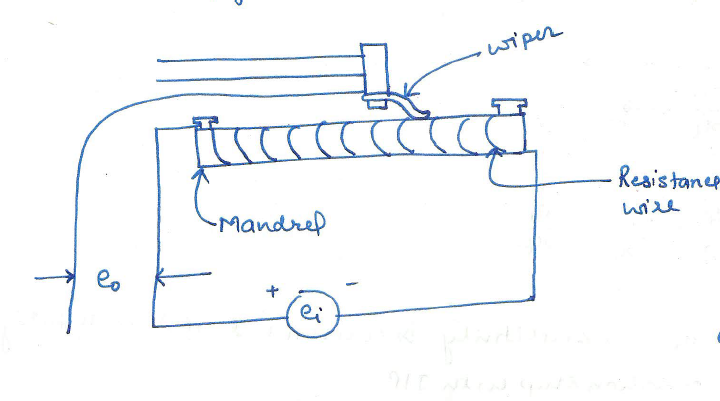 wiper
Resistance
wire
Mandrel
e₀
+ −
eᵢ